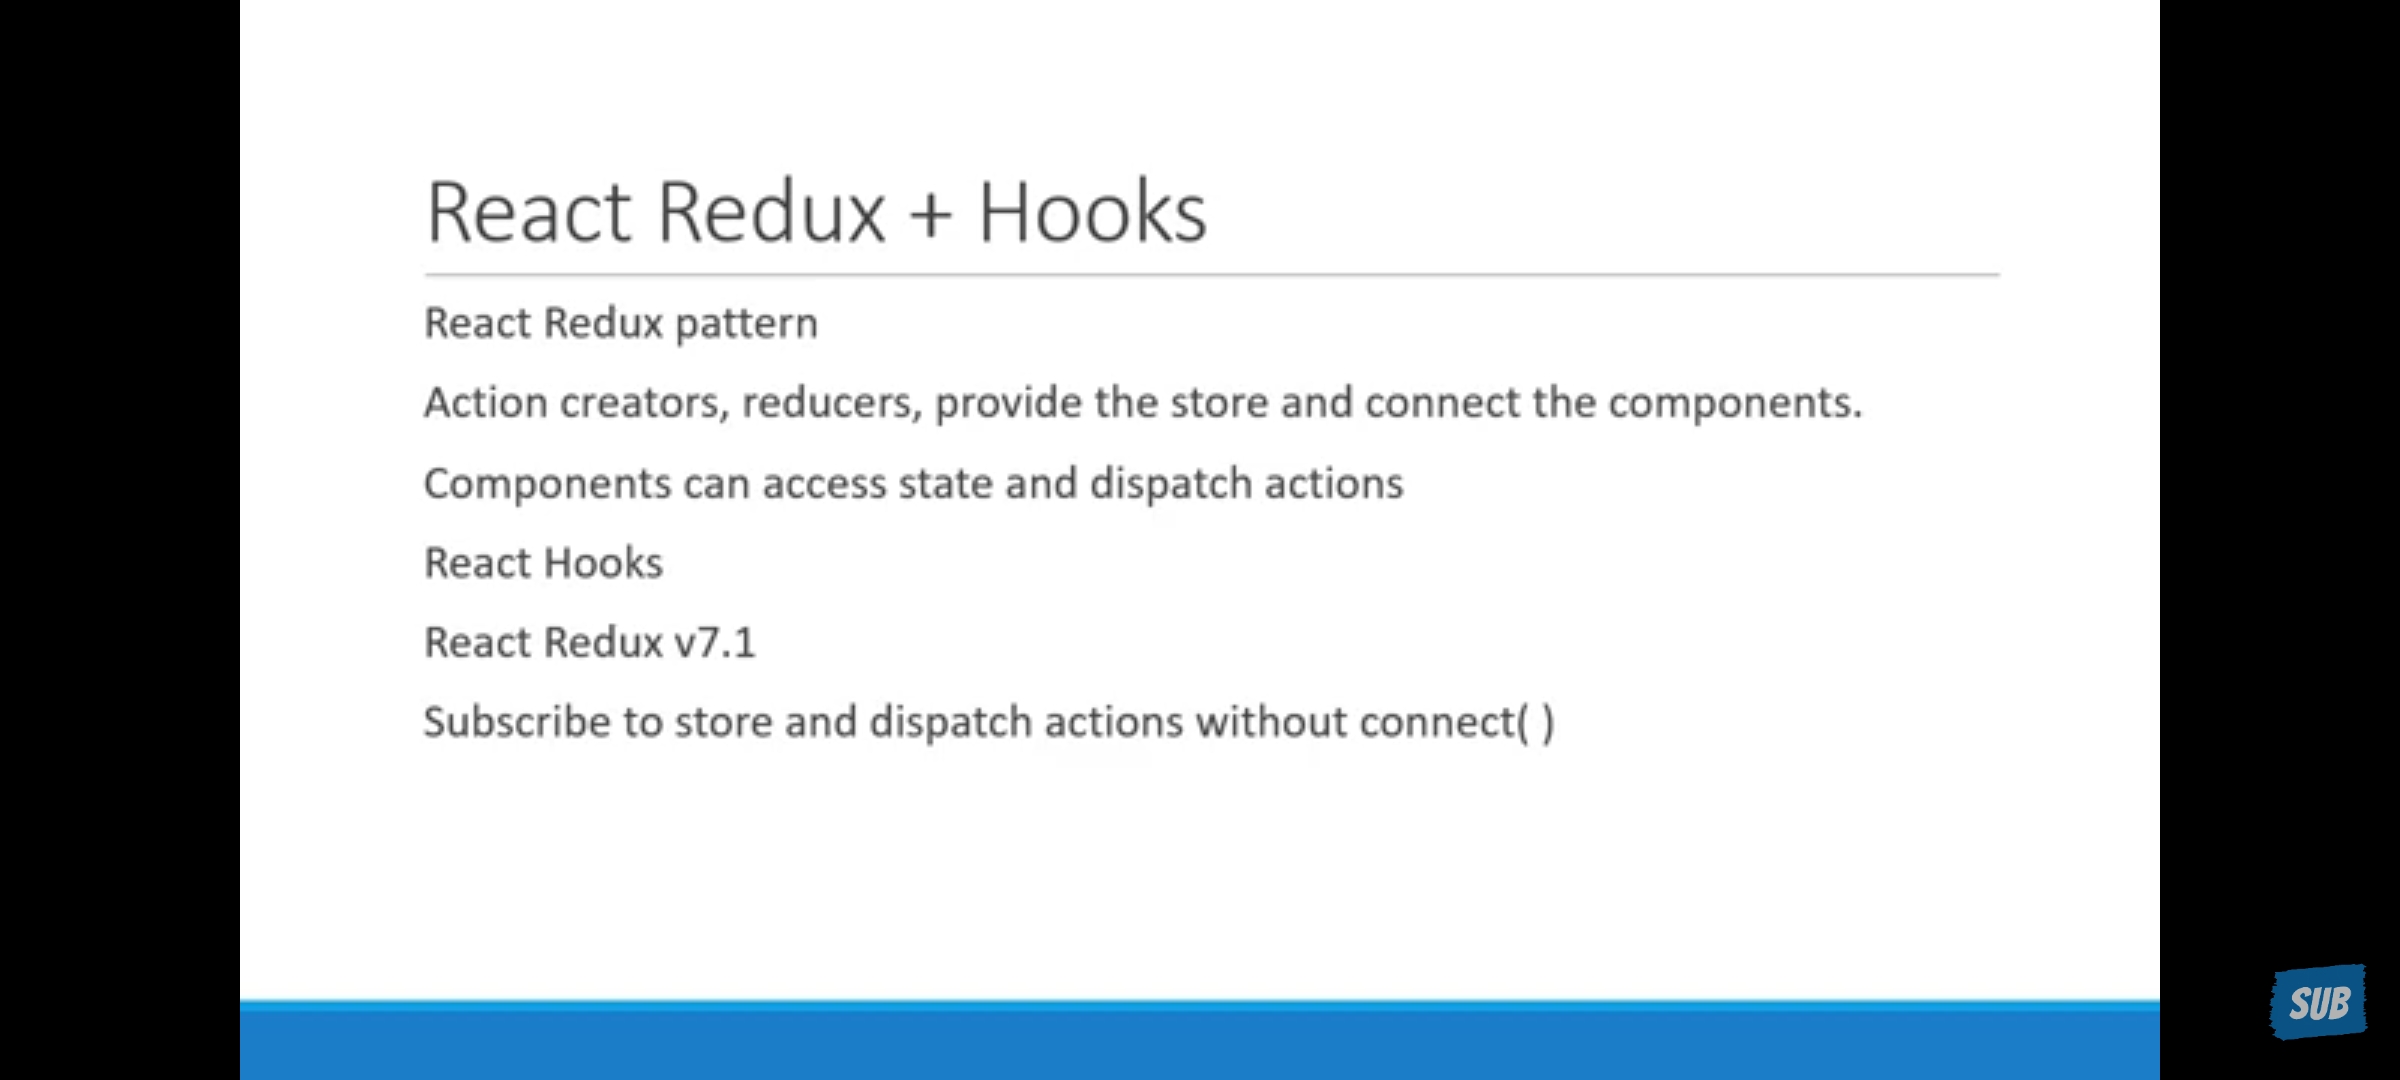 React Redux + Hooks
React Redux pattern
Action creators, reducers, provide the store and connect the components.
Components can access state and dispatch actions
React Hooks
React Redux v7.1
Subscribe to store and dispatch actions without connect( )
SUB